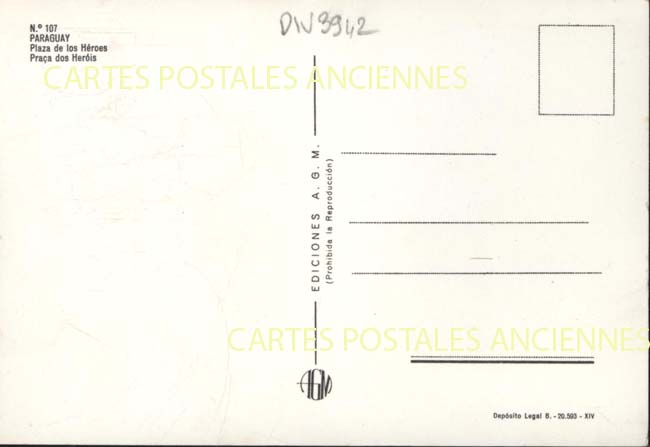 DIV3942
N.º 107
PARAGUAY
Plaza de los Héroes
Praça dos Heróis
CARTES POSTALES ANCIENNES
EDICIONES A. G. M.
(Prohibida la Reproducción)
CARTES POSTALES ANCIENNES
AGM
Depósito Legal B. - 20.593 - XIV